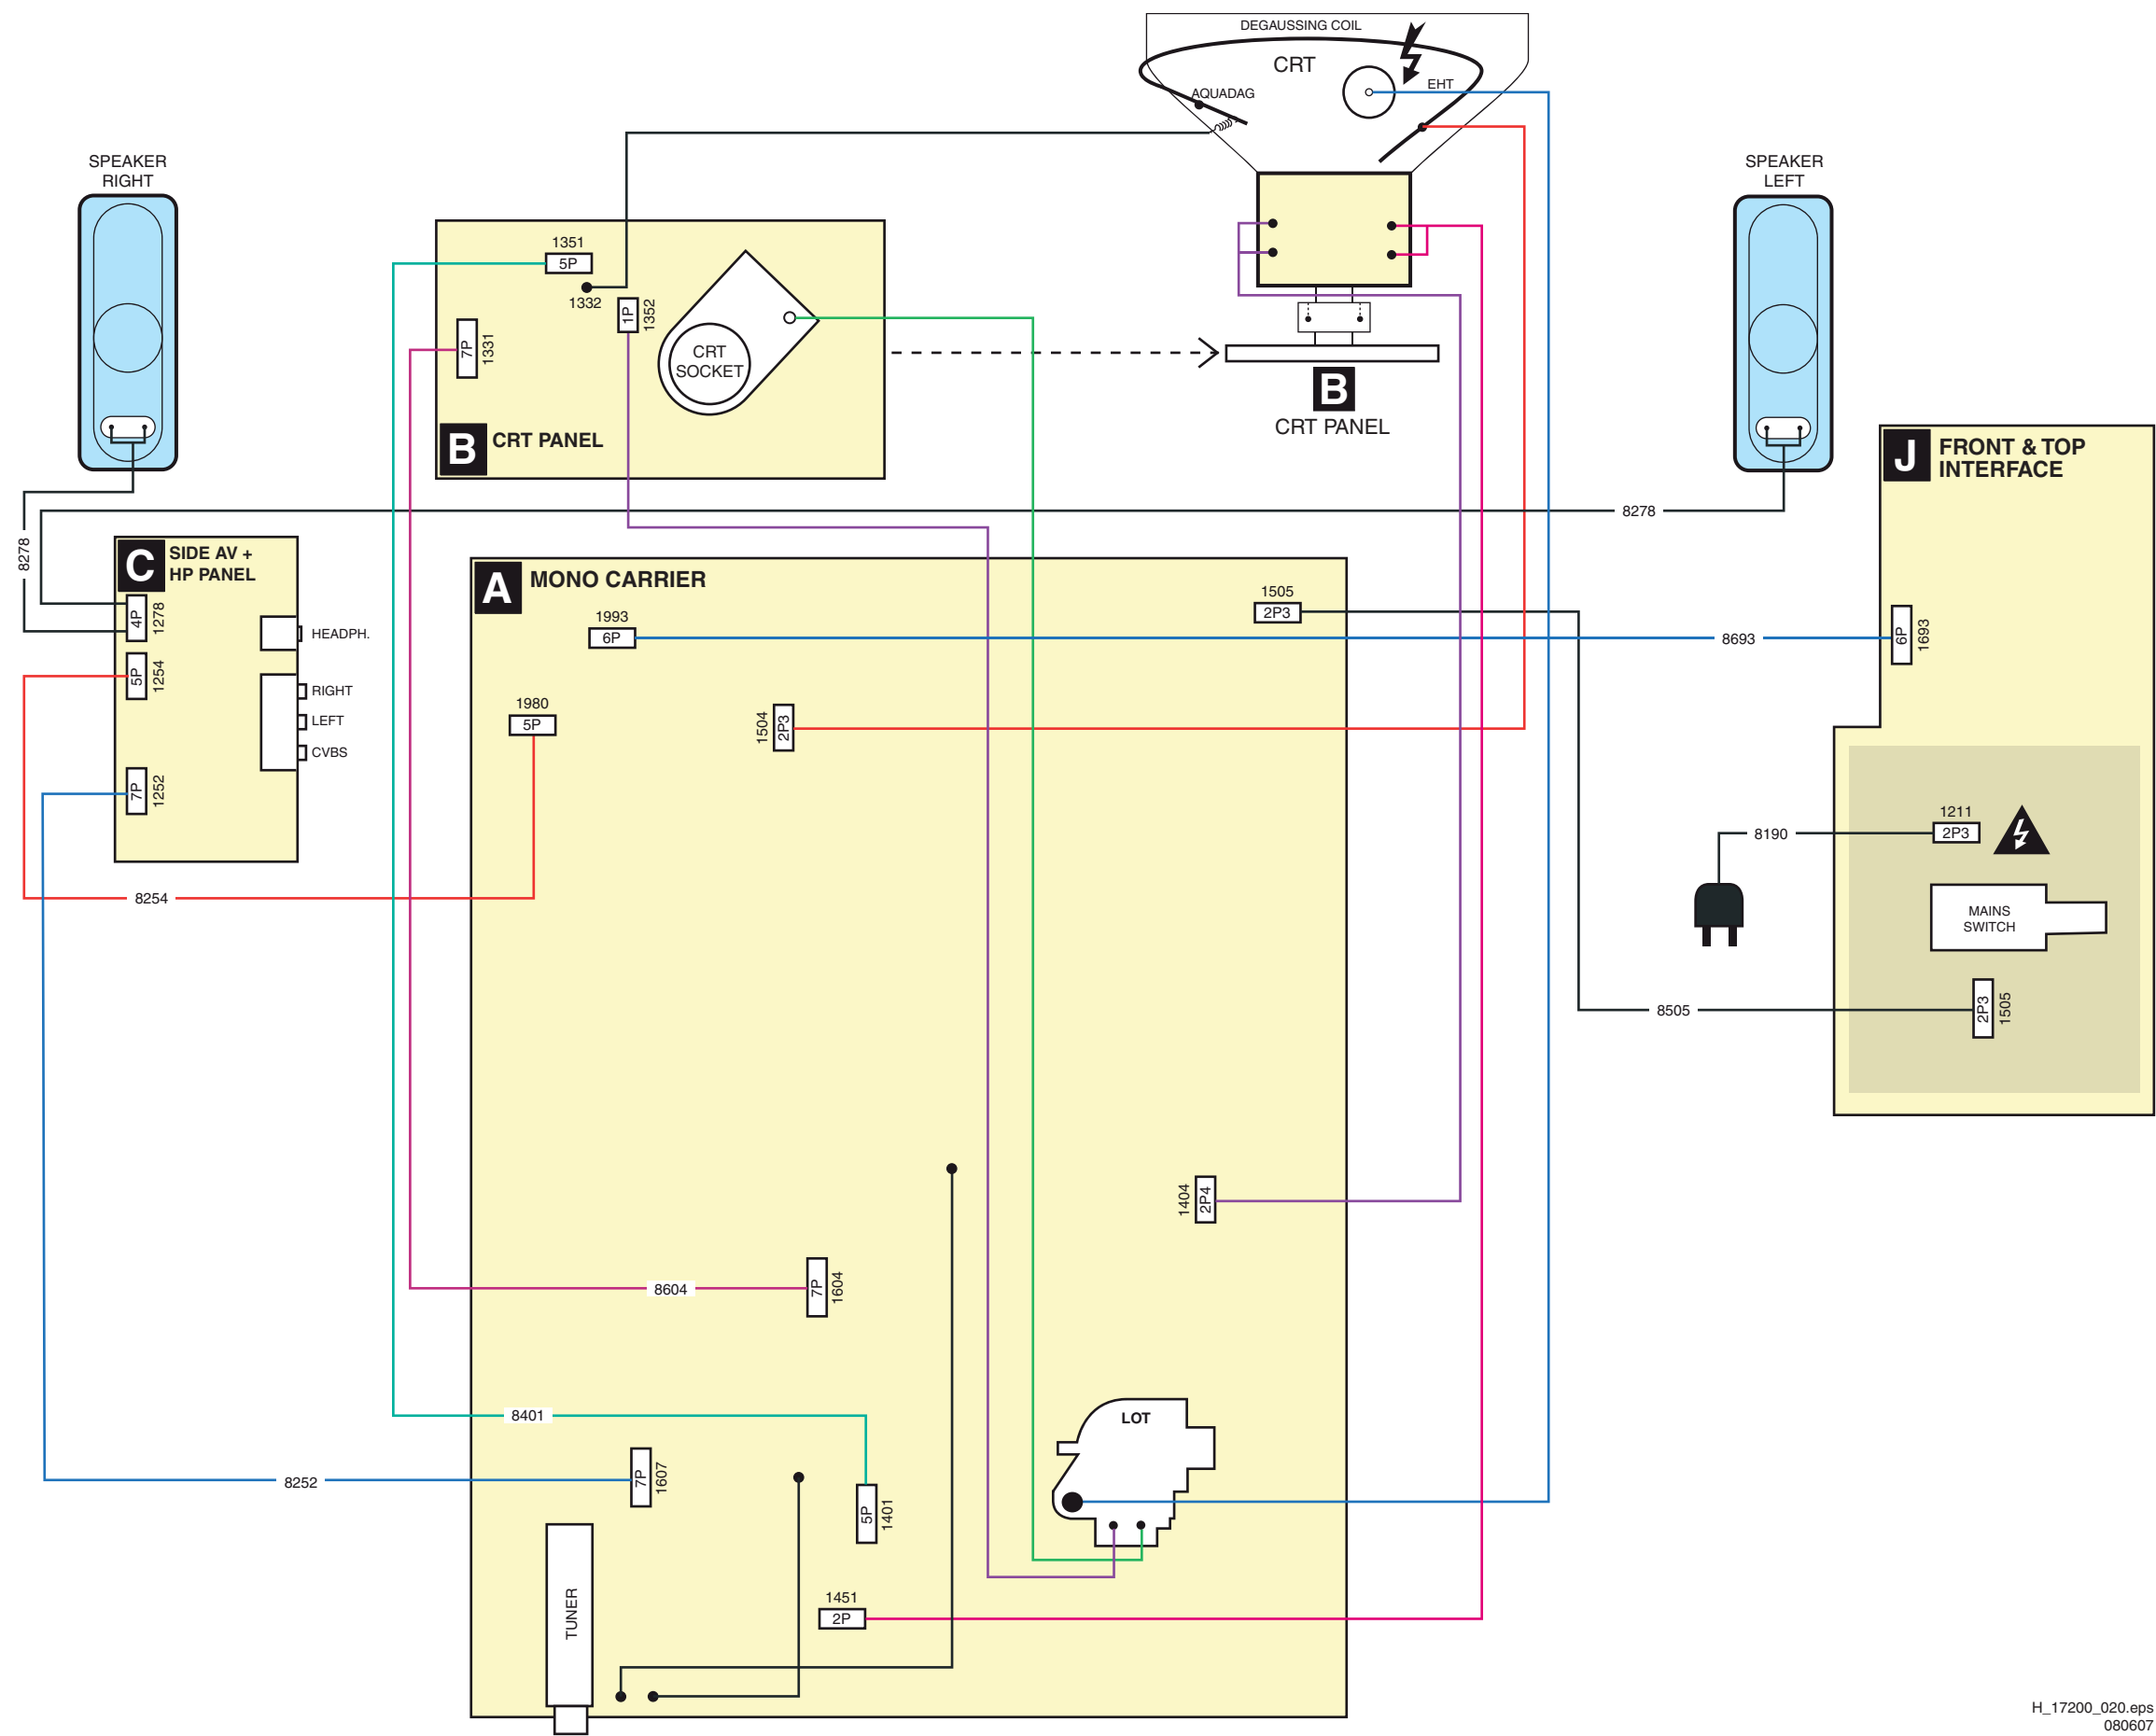 DEGAUSSING COIL
CRT
EHT
AQUADAG
SPEAKER
RIGHT
SPEAKER
LEFT
1351
5P
1332
1P
1352
7P
1331
CRT
SOCKET
B CRT PANEL
B
CRT PANEL
J FRONT & TOP
INTERFACE
8278
8278
C SIDE AV +
HP PANEL
4P
1278
HEADPH.
5P
1254
RIGHT
LEFT
CVBS
7P
1252
A MONO CARRIER
1993
6P
1505
2P3
8693
6P
1693
1980
5P
1504
2P3
8254
1211
2P3
8190
MAINS
SWITCH
8505
2P3
1505
1404
2P4
8604
7P
1604
8401
LOT
8252
7P
1607
5P
1401
TUNER
1451
2P
H_17200_020.eps
080607